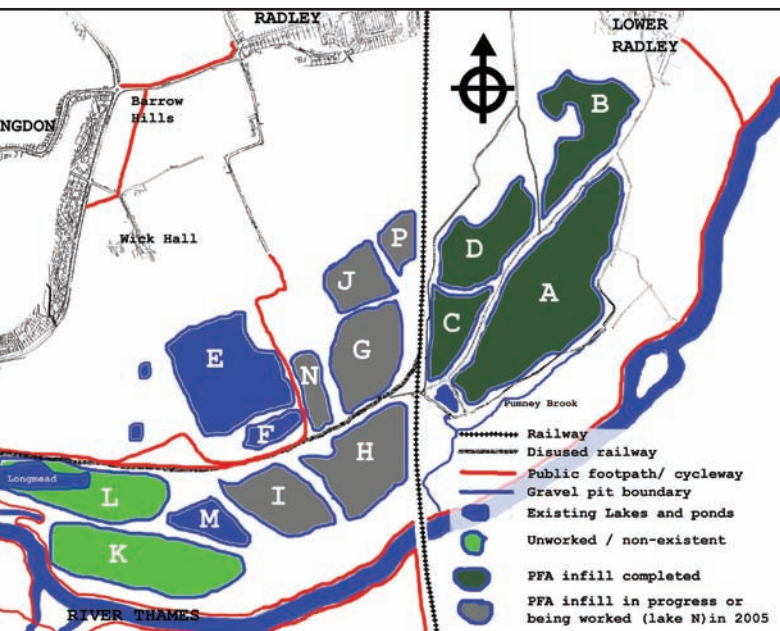 RADLEY
LOWER
RADLEY
NGDON
Barrow
Hills
B
Wick Hall
P
D
J
A
E
G
C
N
F
Pumney Brook
H
Longmead
L
I
M
K
RIVER THAMES
Railway
Disused railway
Public footpath/ cycleway
Gravel pit boundary
Existing Lakes and ponds
Unworked / non-existent
PFA infill completed
PFA infill in progress or
being worked (lake N)in 2005